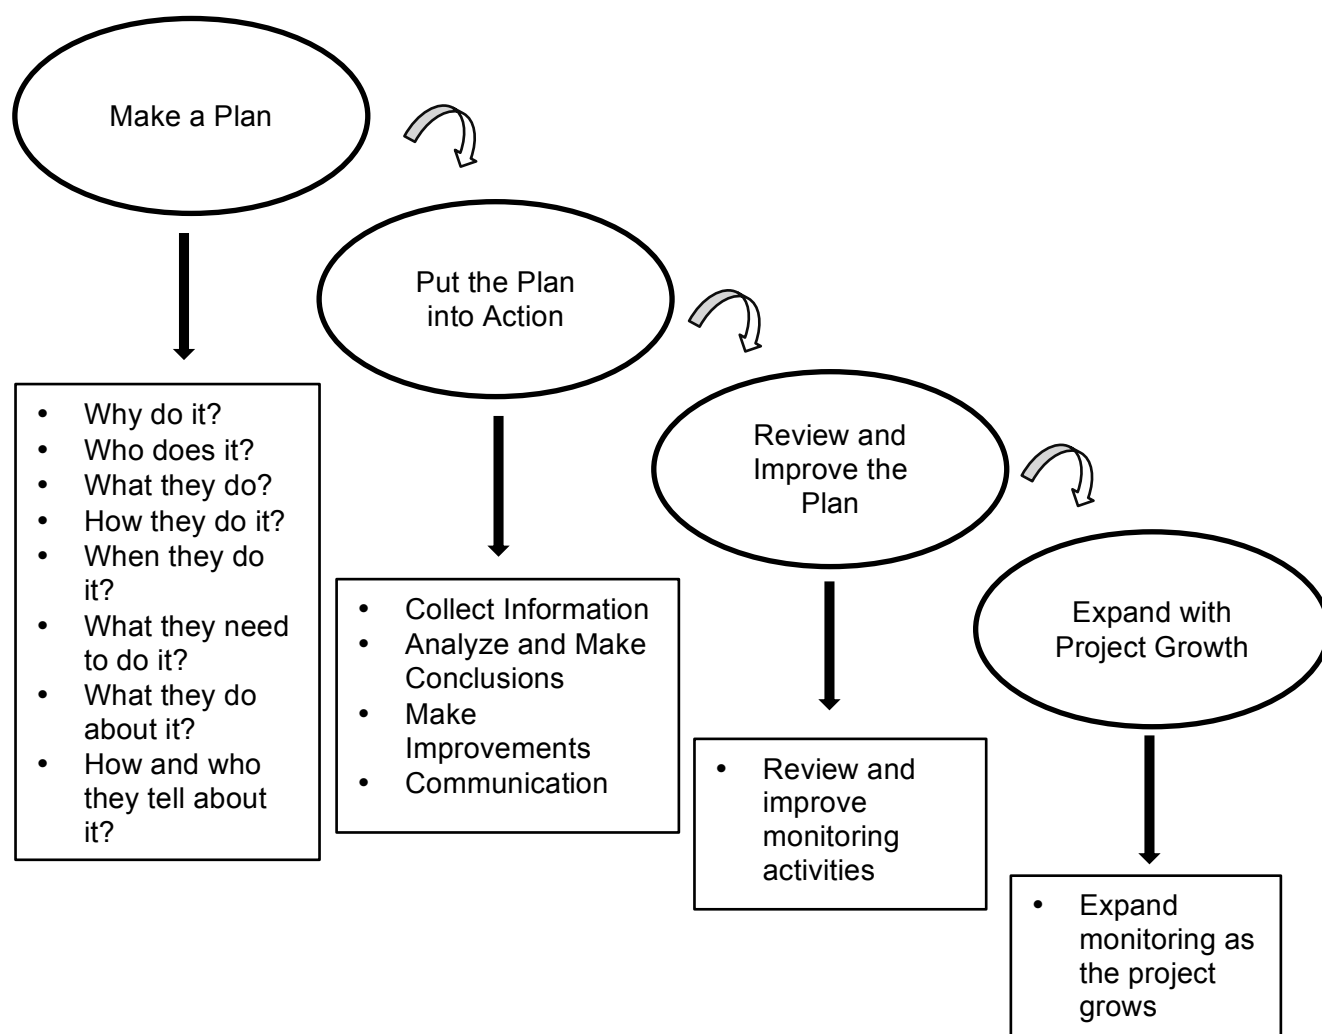 Make a Plan
Put the Plan
into Action
Review and
Improve the
Plan
Expand with
Project Growth
• Why do it?
• Who does it?
• What they do?
• How they do it?
• When they do
it?
• What they need
to do it?
• What they do
about it?
• How and who
they tell about
it?
• Collect Information
• Analyze and Make
Conclusions
• Make
Improvements
• Communication
• Review and
improve
monitoring
activities
• Expand
monitoring as
the project
grows